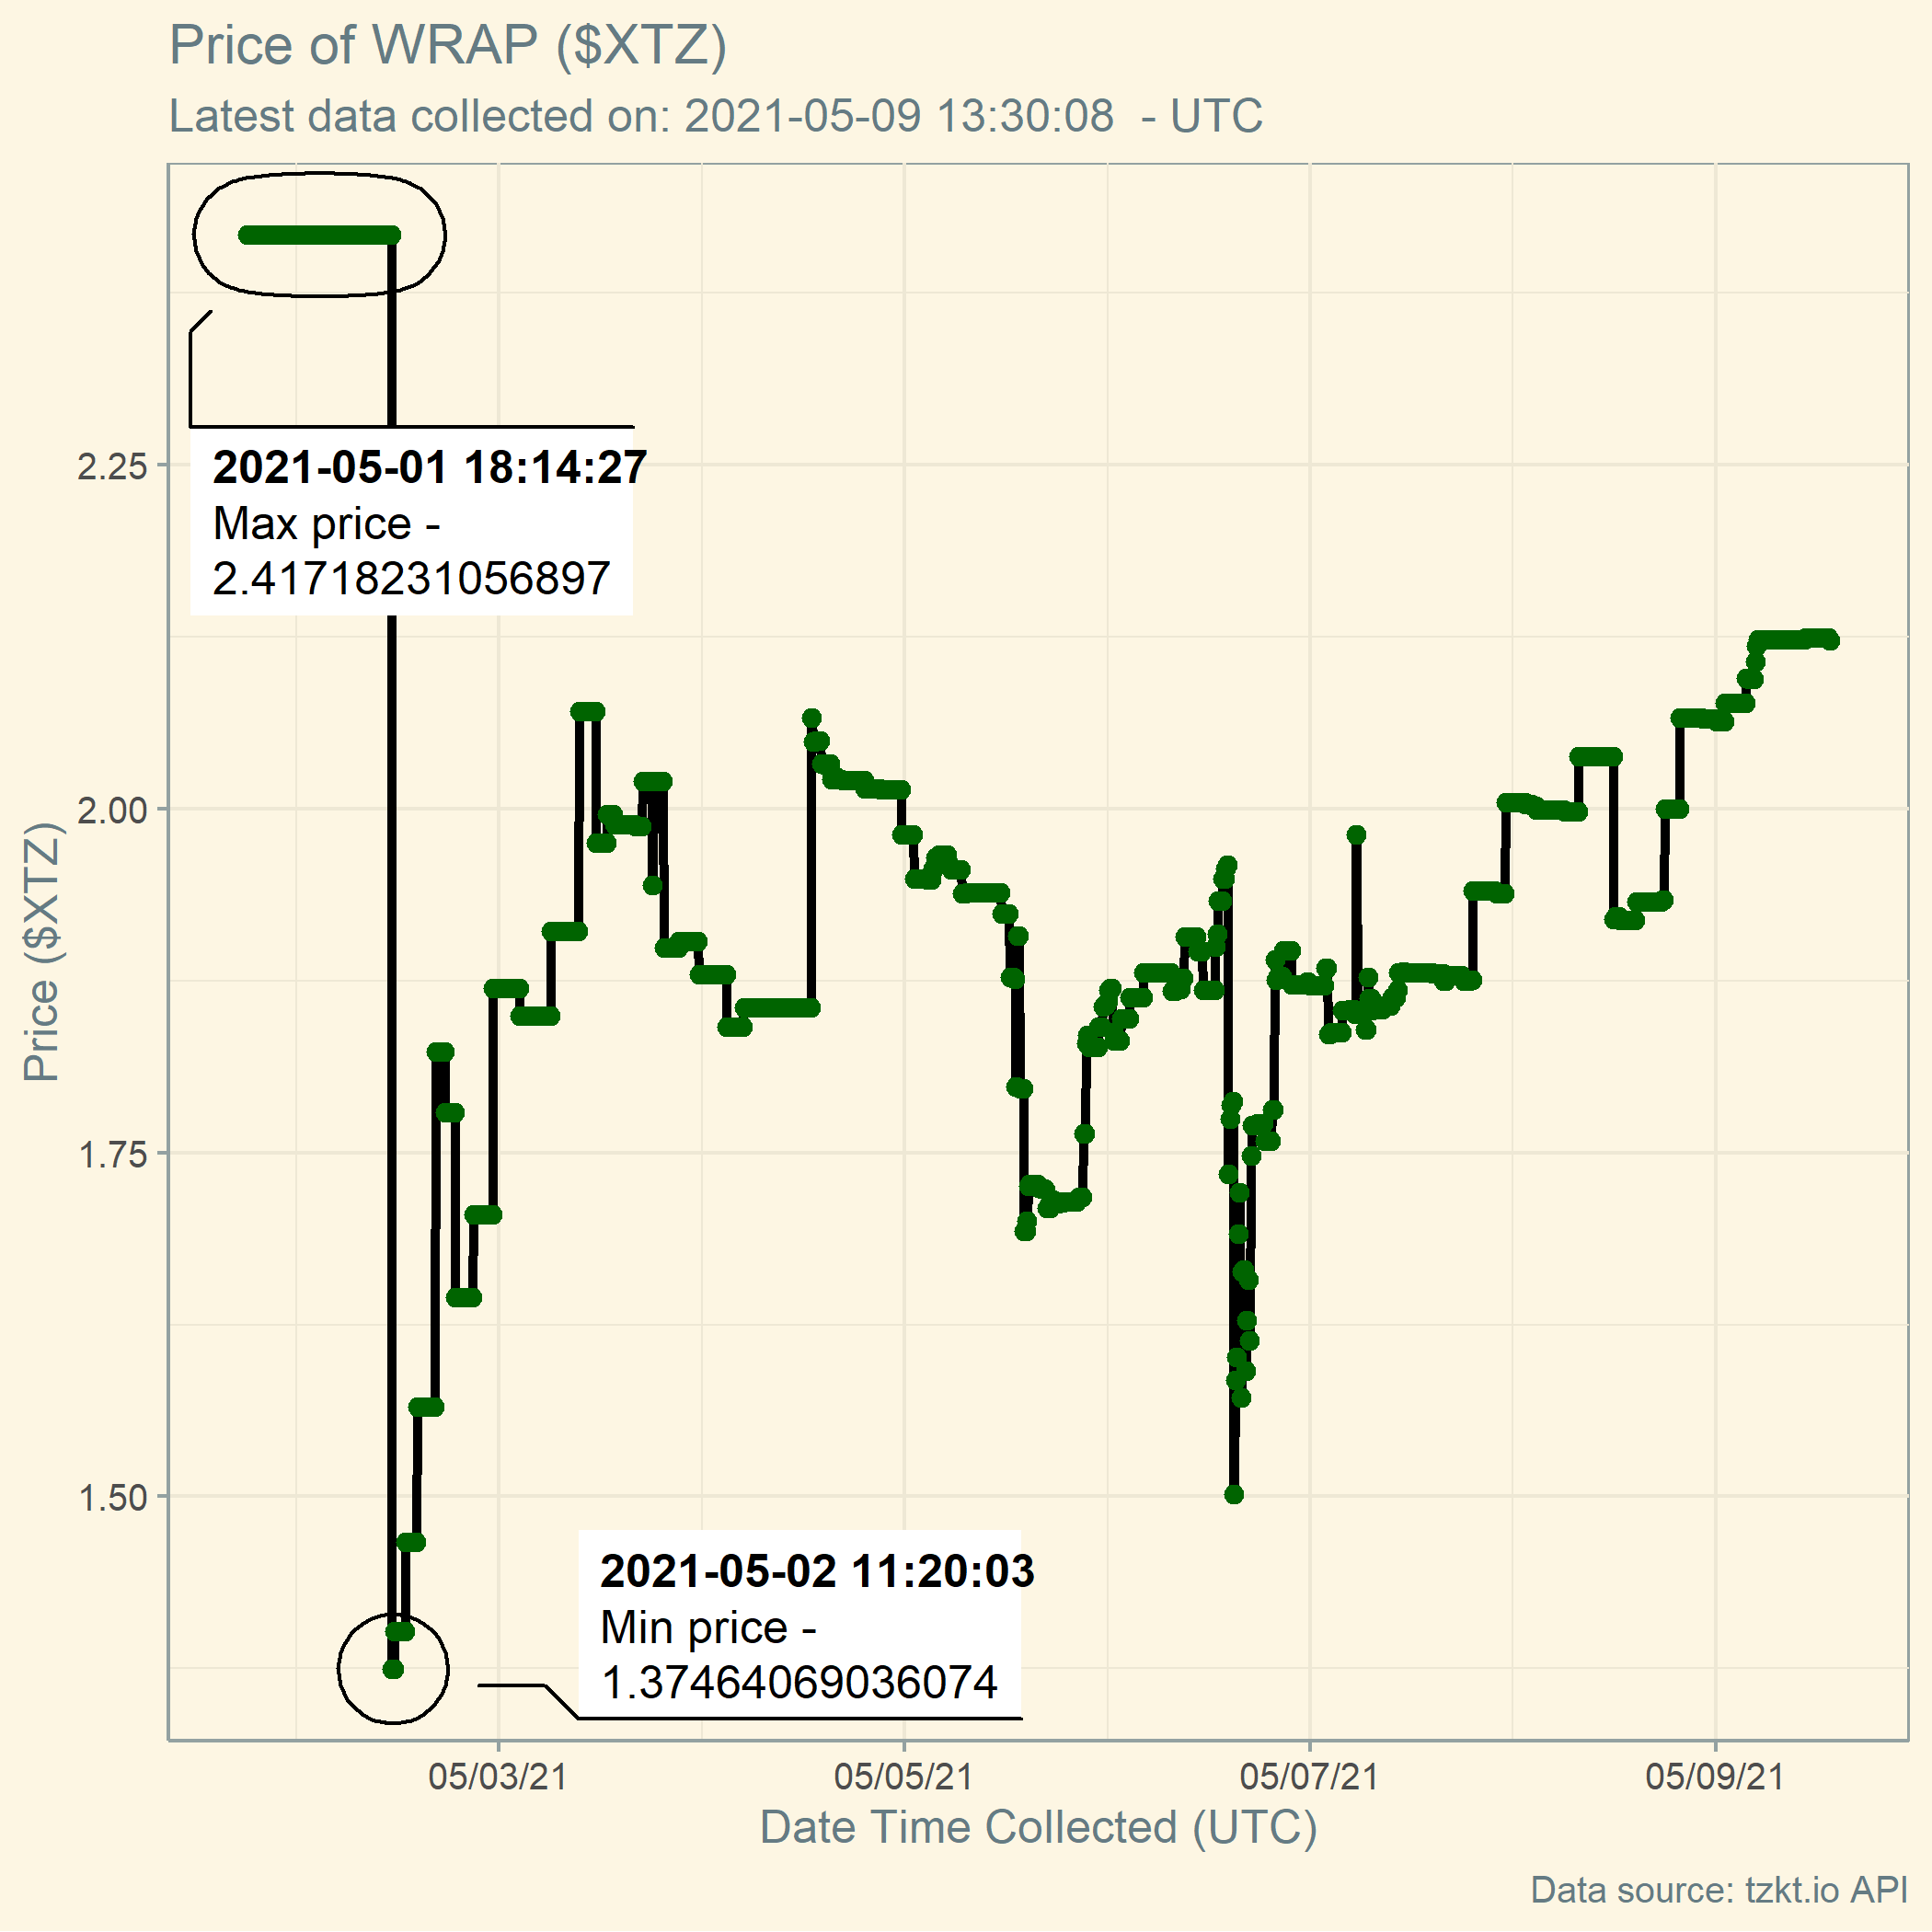 Price of WRAP ($XTZ)
Latest data collected on: 2021-05-09 13:30:08  - UTC
2021-05-01 18:14:27
Max price -
2.41718231056897
2.25
2.00
1.75
1.50
Price ($XTZ)
2021-05-02 11:20:03
Min price -
1.37464069036074
05/03/21
05/05/21
05/07/21
05/09/21
Date Time Collected (UTC)
Data source: tzkt.io API